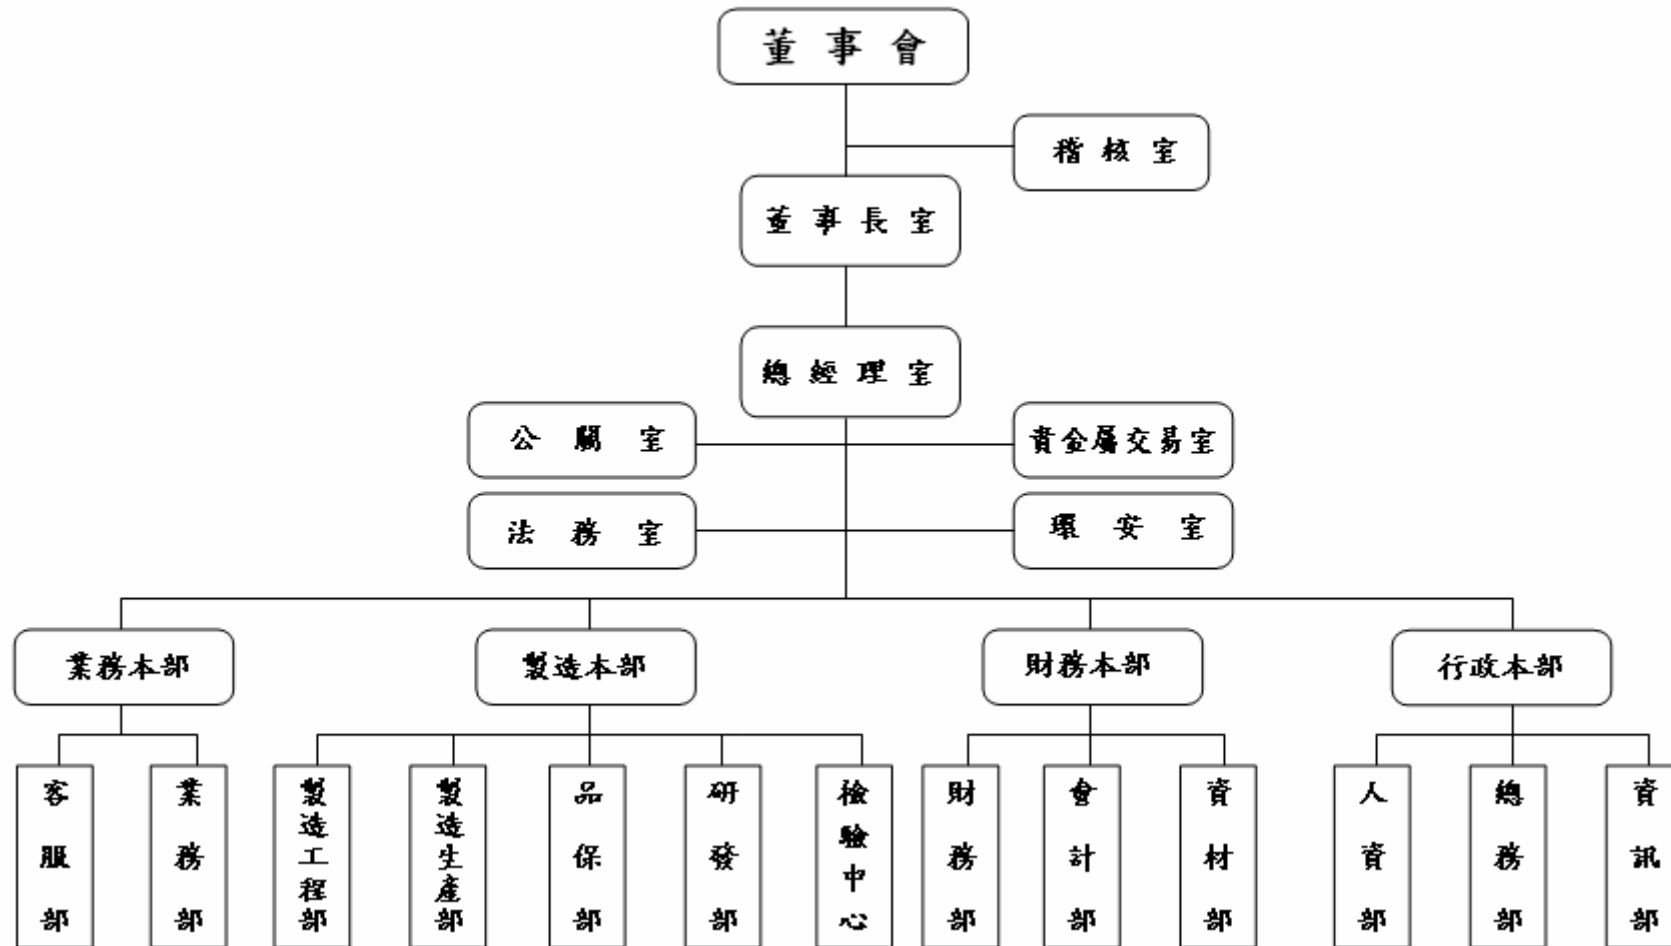 董事會
稽核室
董事長室
總經理室
公關室
貴金屬交易室
法務室
環安室
業務本部
製造本部
財務本部
行政本部
客服部
業務部
製造工程部
製造生產部
品保部
研發部
檢驗中心
財務部
會計部
資材部
人資部
總務部
資訊部